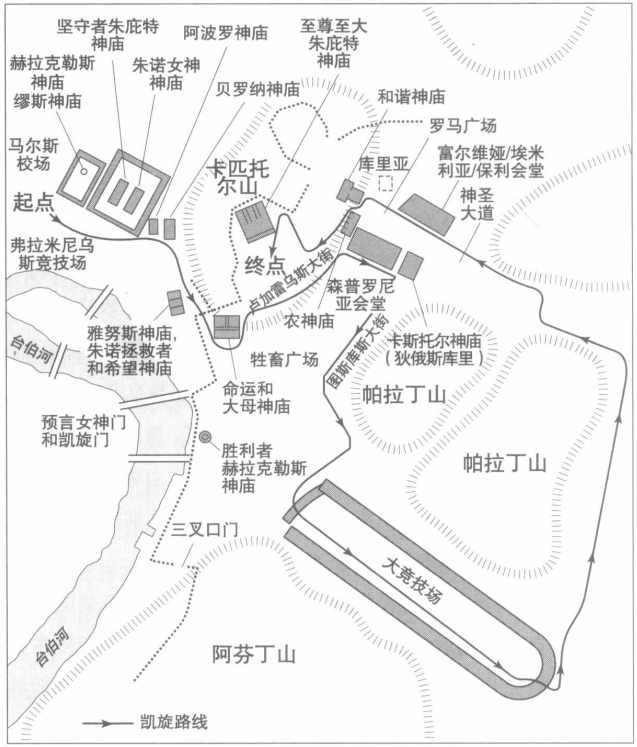 坚守者朱庇特
神庙
阿波罗神庙
至尊至大
朱庇特
神庙
赫拉克勒斯
神庙
缪斯神庙
朱诺女神
神庙
贝罗纳神庙
和谐神庙
罗马广场
马尔斯
校场
卡匹托
尔山
库里亚
富尔维娅/埃米
利亚/保利会堂
神圣
大道
起点
弗拉米尼乌
斯竞技场
终点
卢加雷乌斯大街
森普罗尼
亚会堂
农神庙
台伯河
雅努斯神庙,
朱诺拯救者
和希望神庙
牲畜广场
图斯库斯大街
卡斯托尔神庙
(狄俄斯库里)
命运和
大母神庙
帕拉丁山
预言女神门
和凯旋门
胜利者
赫拉克勒斯
神庙
帕拉丁山
三叉口门
大竞技场
台伯河
阿芬丁山
凯旋路线